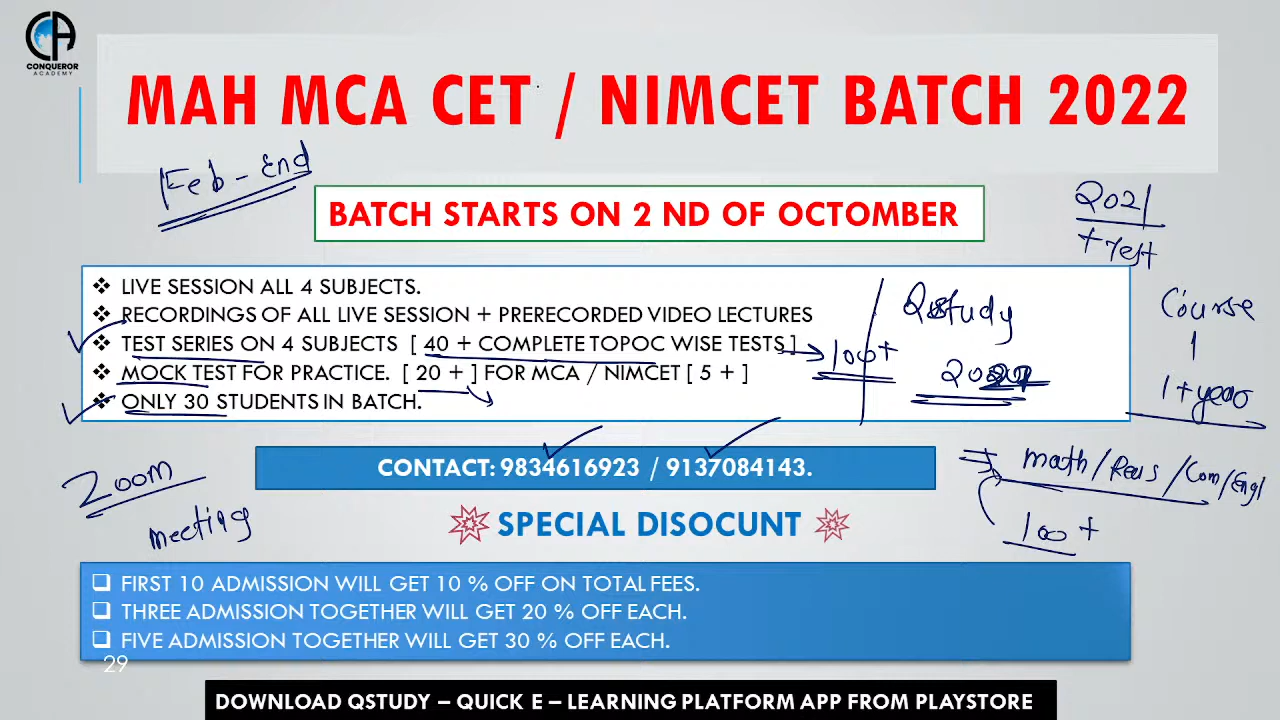 CONQUEROR
ACADEMY
MAH MCA CET / NIMCET BATCH 2022
Feb - End
BATCH STARTS ON 2 ND OF OCTOMBER
2021
+ Test
❖ LIVE SESSION ALL 4 SUBJECTS.
❖ RECORDINGS OF ALL LIVE SESSION + PRERECORDED VIDEO LECTURES
❖ TEST SERIES ON 4 SUBJECTS [ 40 + COMPLETE TOPOC WISE TESTS ]
100+
❖ MOCK TEST FOR PRACTICE. [ 20 + ] FOR MCA / NIMCET [ 5 + ]
❖ ONLY 30 STUDENTS IN BATCH.
Qstudy
Course
1
1 + year
CONTACT: 9834616923 / 9137084143.
Zoom
meeting
math / Reas / Com / Engl
100 +
SPECIAL DISOCUNT
❑ FIRST 10 ADMISSION WILL GET 10 % OFF ON TOTAL FEES.
❑ THREE ADMISSION TOGETHER WILL GET 20 % OFF EACH.
❑ FIVE ADMISSION TOGETHER WILL GET 30 % OFF EACH.
29
DOWNLOAD QSTUDY – QUICK E – LEARNING PLATFORM APP FROM PLAYSTORE